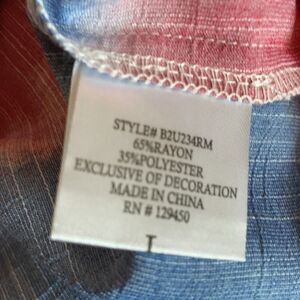 STYLE# B2U234RM
65%RAYON
35%POLYESTER
EXCLUSIVE OF DECORATION
MADE IN CHINA
RN # 129450